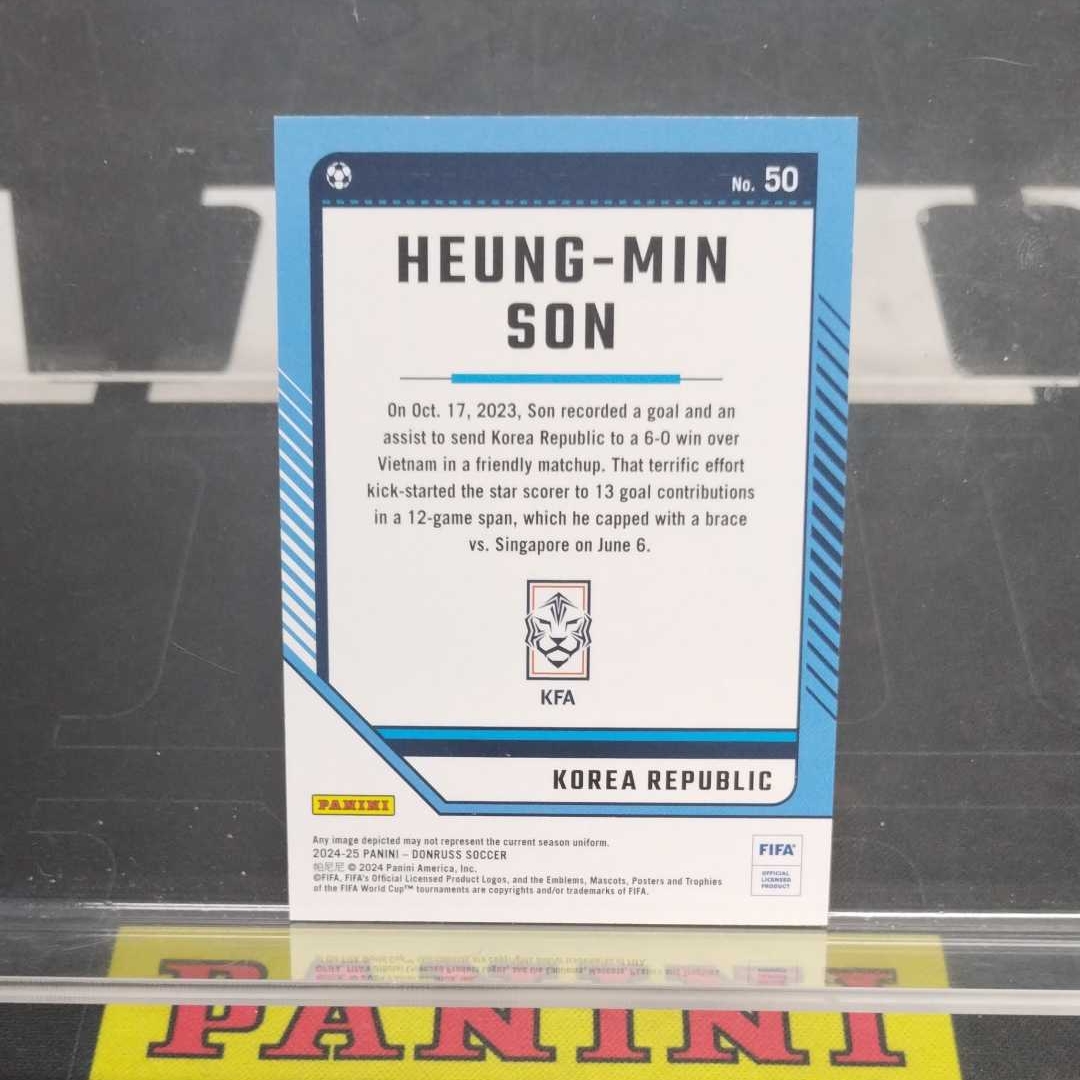 No. 50
HEUNG-MIN
SON
On Oct. 17, 2023, Son recorded a goal and an
assist to send Korea Republic to a 6-0 win over
Vietnam in a friendly matchup. That terrific effort
kick-started the star scorer to 13 goal contributions
in a 12-game span, which he capped with a brace
vs. Singapore on June 6.
KFA
KOREA REPUBLIC
PANINI
Any image depicted may not represent the current season uniform.
2024-25 PANINI – DONRUSS SOCCER
帕尼尼 © 2024 Panini America, Inc.
©FIFA, FIFA's Official Licensed Product Logos, and the Emblems, Mascots, Posters and Trophies
of the FIFA World Cup™ tournaments are copyrights and/or trademarks of FIFA.
FIFA®
OFFICIAL
LICENSED
PRODUCT
PANINI